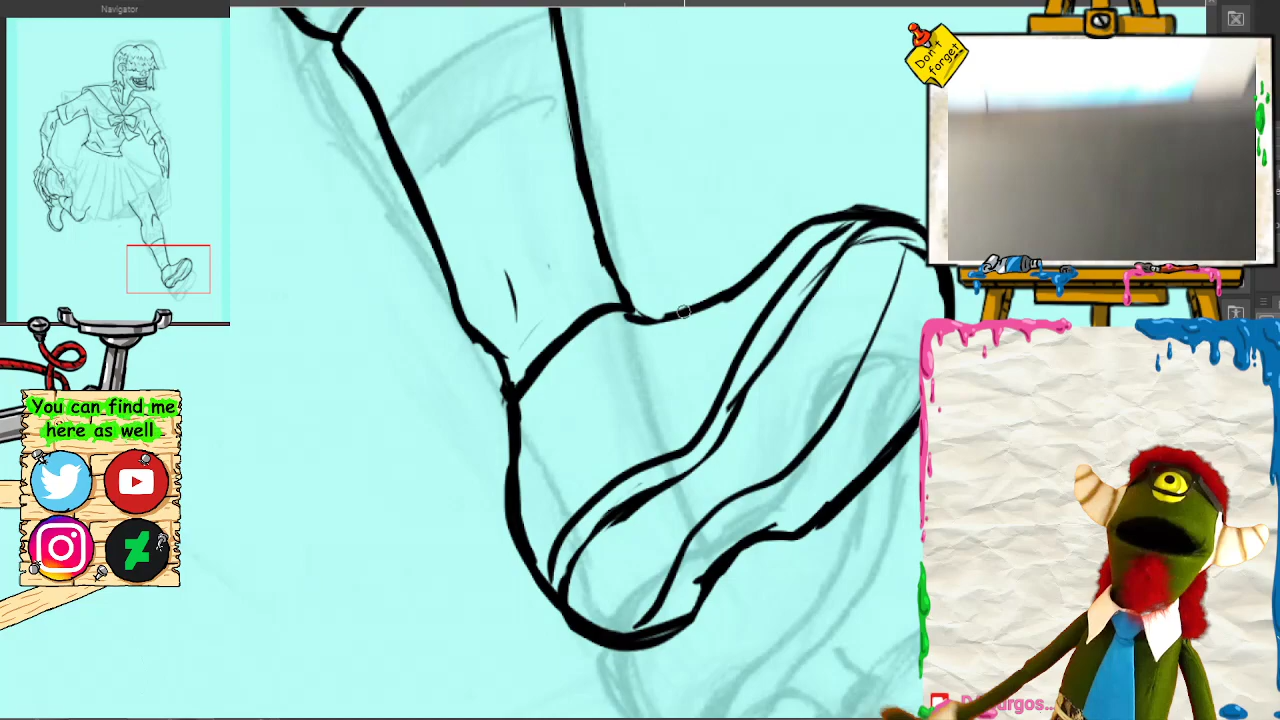 Navigator
Don't
forget
You can find me
here as well